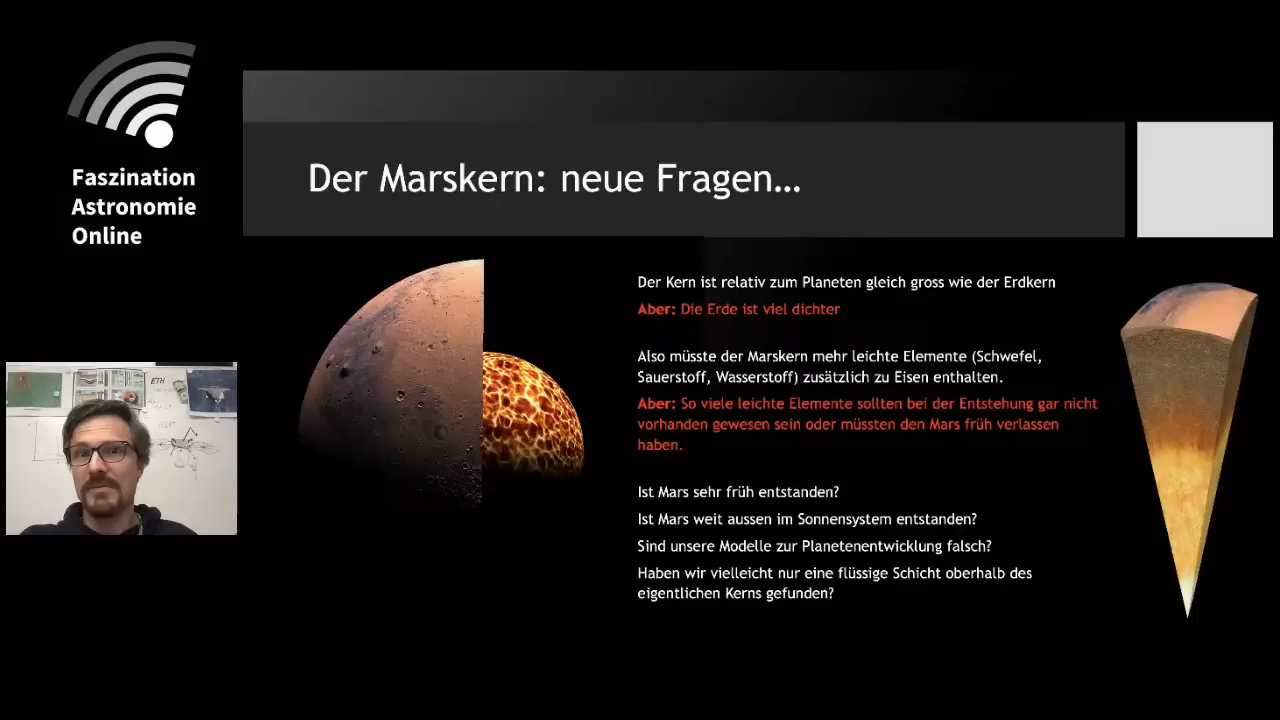 Faszination
Astronomie
Online
Der Marskern: neue Fragen…
Der Kern ist relativ zum Planeten gleich gross wie der Erdkern
Aber: Die Erde ist viel dichter
Also müsste der Marskern mehr leichte Elemente (Schwefel,
Sauerstoff, Wasserstoff) zusätzlich zu Eisen enthalten.
Aber: So viele leichte Elemente sollten bei der Entstehung gar nicht
vorhanden gewesen sein oder müssten den Mars früh verlassen
haben.
Ist Mars sehr früh entstanden?
Ist Mars weit aussen im Sonnensystem entstanden?
Sind unsere Modelle zur Planetenentwicklung falsch?
Haben wir vielleicht nur eine flüssige Schicht oberhalb des
eigentlichen Kerns gefunden?
ETH